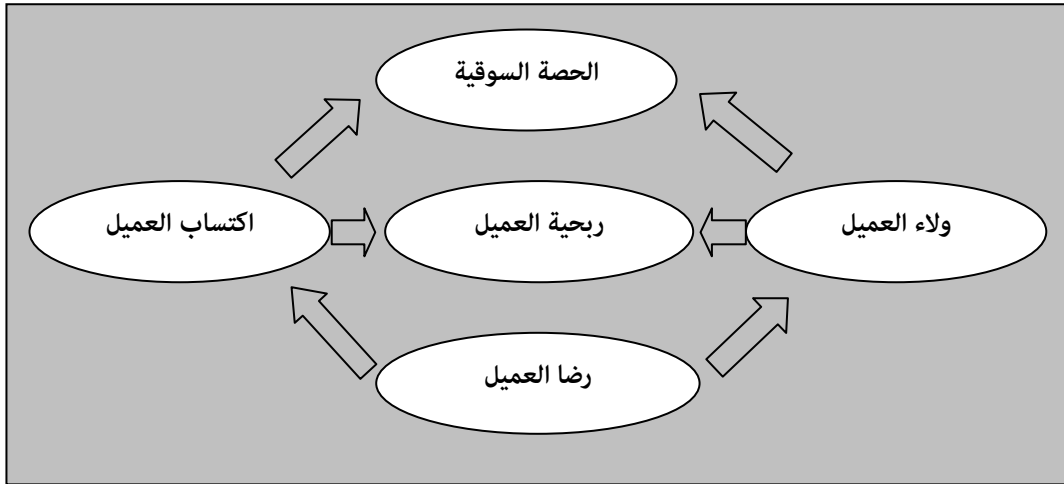 الحصة السوقية
ولاء العميل
ربحية العميل
اكتساب العميل
رضا العميل